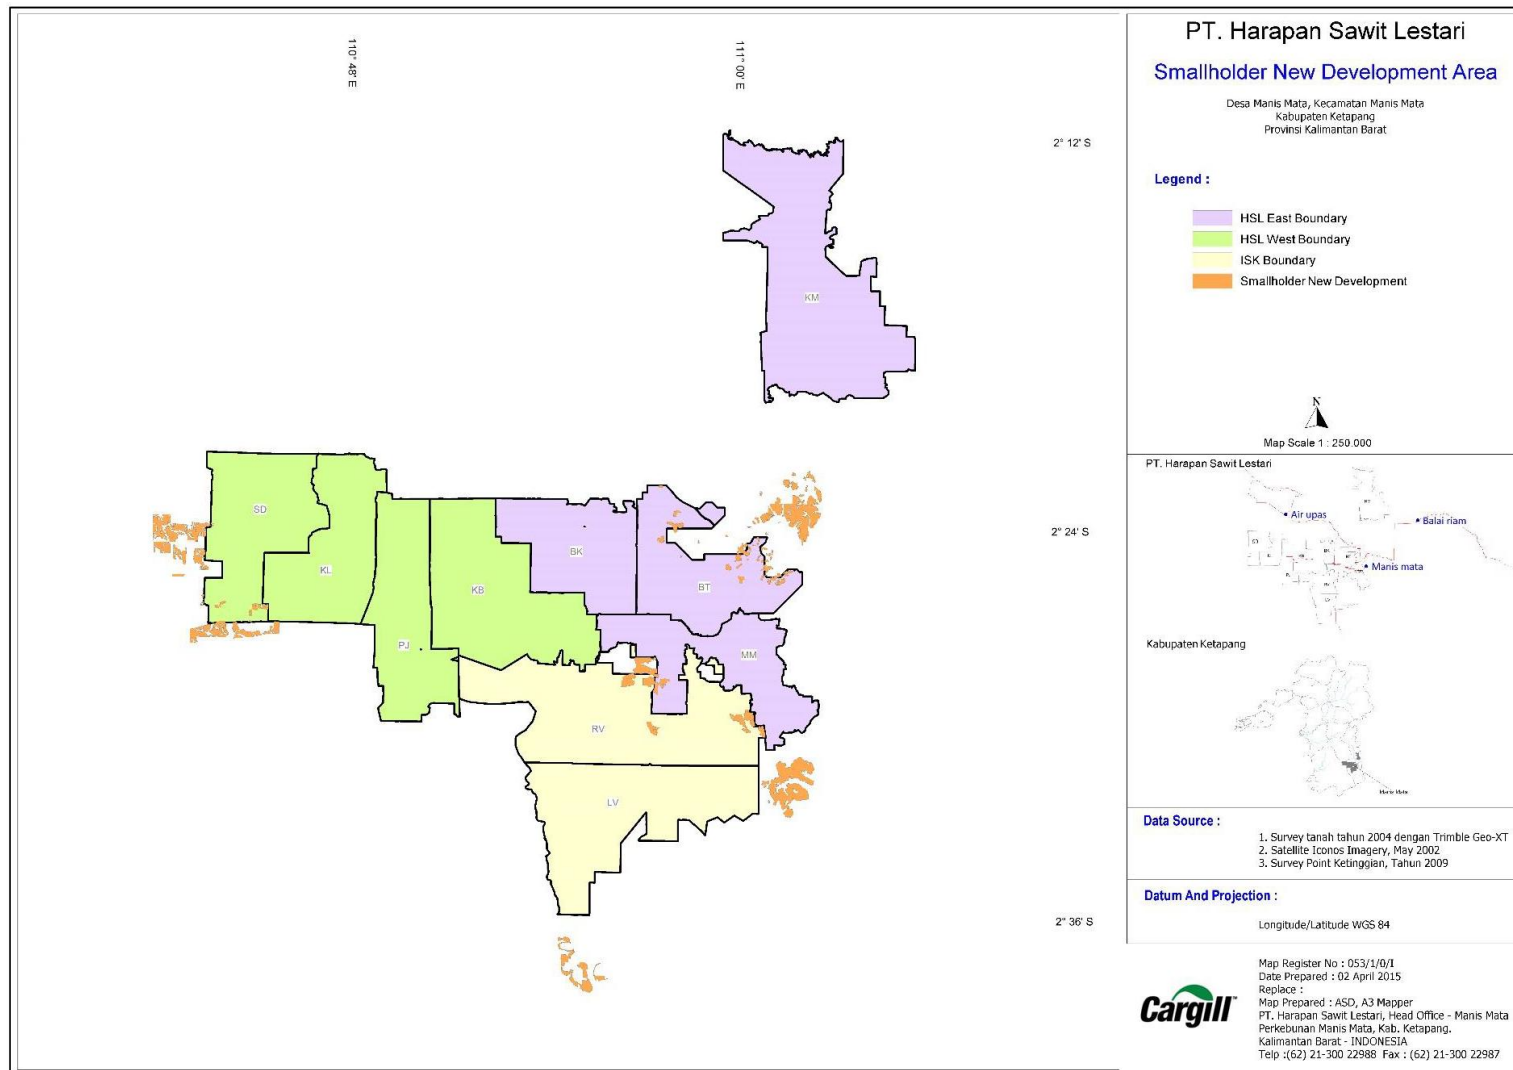 110° 48' E
111° 00' E
2° 12' S
KM
SD
KL
PJ
KB
BK
BT
MM
2° 24' S
RV
LV
2° 36' S
PT. Harapan Sawit Lestari
Smallholder New Development Area
Desa Manis Mata, Kecamatan Manis Mata
Kabupaten Ketapang
Provinsi Kalimantan Barat
Legend :
HSL East Boundary
HSL West Boundary
ISK Boundary
Smallholder New Development
N
Map Scale 1 : 250.000
PT. Harapan Sawit Lestari
Air upas
Balai riam
Manis mata
Kabupaten Ketapang
Manis Mata
Data Source :
1. Survey tanah tahun 2004 dengan Trimble Geo-XT
2. Satellite Iconos Imagery, May 2002
3. Survey Point Ketinggian, Tahun 2009
Datum And Projection :
Longitude/Latitude WGS 84
Cargill™
Map Register No : 053/1/0/I
Date Prepared : 02 April 2015
Replace :
Map Prepared : ASD, A3 Mapper
PT. Harapan Sawit Lestari, Head Office - Manis Mata
Perkebunan Manis Mata, Kab. Ketapang.
Kalimantan Barat - INDONESIA
Telp :(62) 21-300 22988 Fax : (62) 21-300 22987